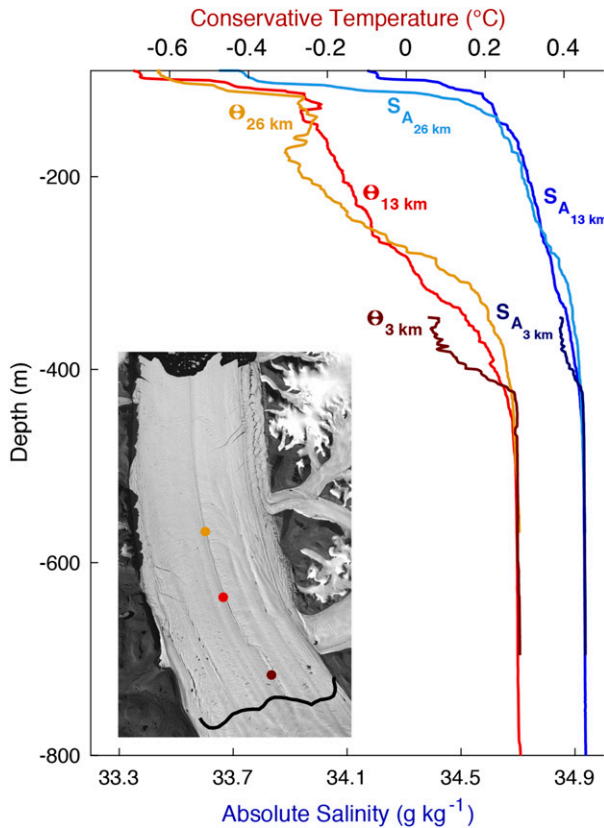 Conservative Temperature (°C)
-0.6 -0.4 -0.2 0 0.2 0.4
Θ26 km
SA26 km
-200
Θ13 km
SA13 km
Θ3 km
SA3 km
-400
Depth (m)
-600
-800
33.3 33.7 34.1 34.5 34.9
Absolute Salinity (g kg-1)